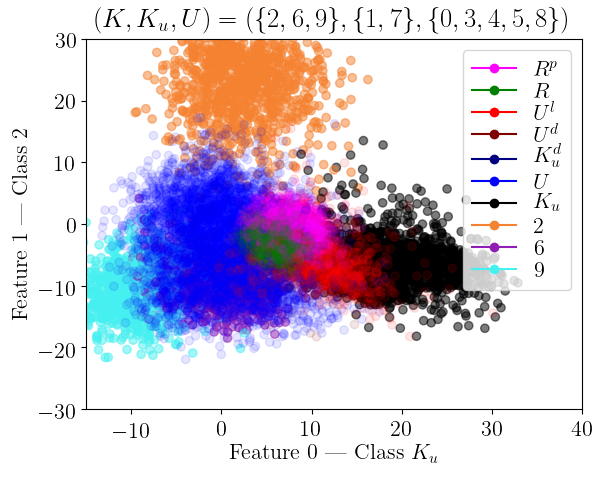 (K, K_u, U) = ({2, 6, 9}, {1, 7}, {0, 3, 4, 5, 8})
30
20
10
0
−10
−20
−30
Feature 1 — Class 2
R^p
R
U^l
U^d
K_u^d
U
K_u
2
6
9
−10
0
10
20
30
40
Feature 0 — Class K_u